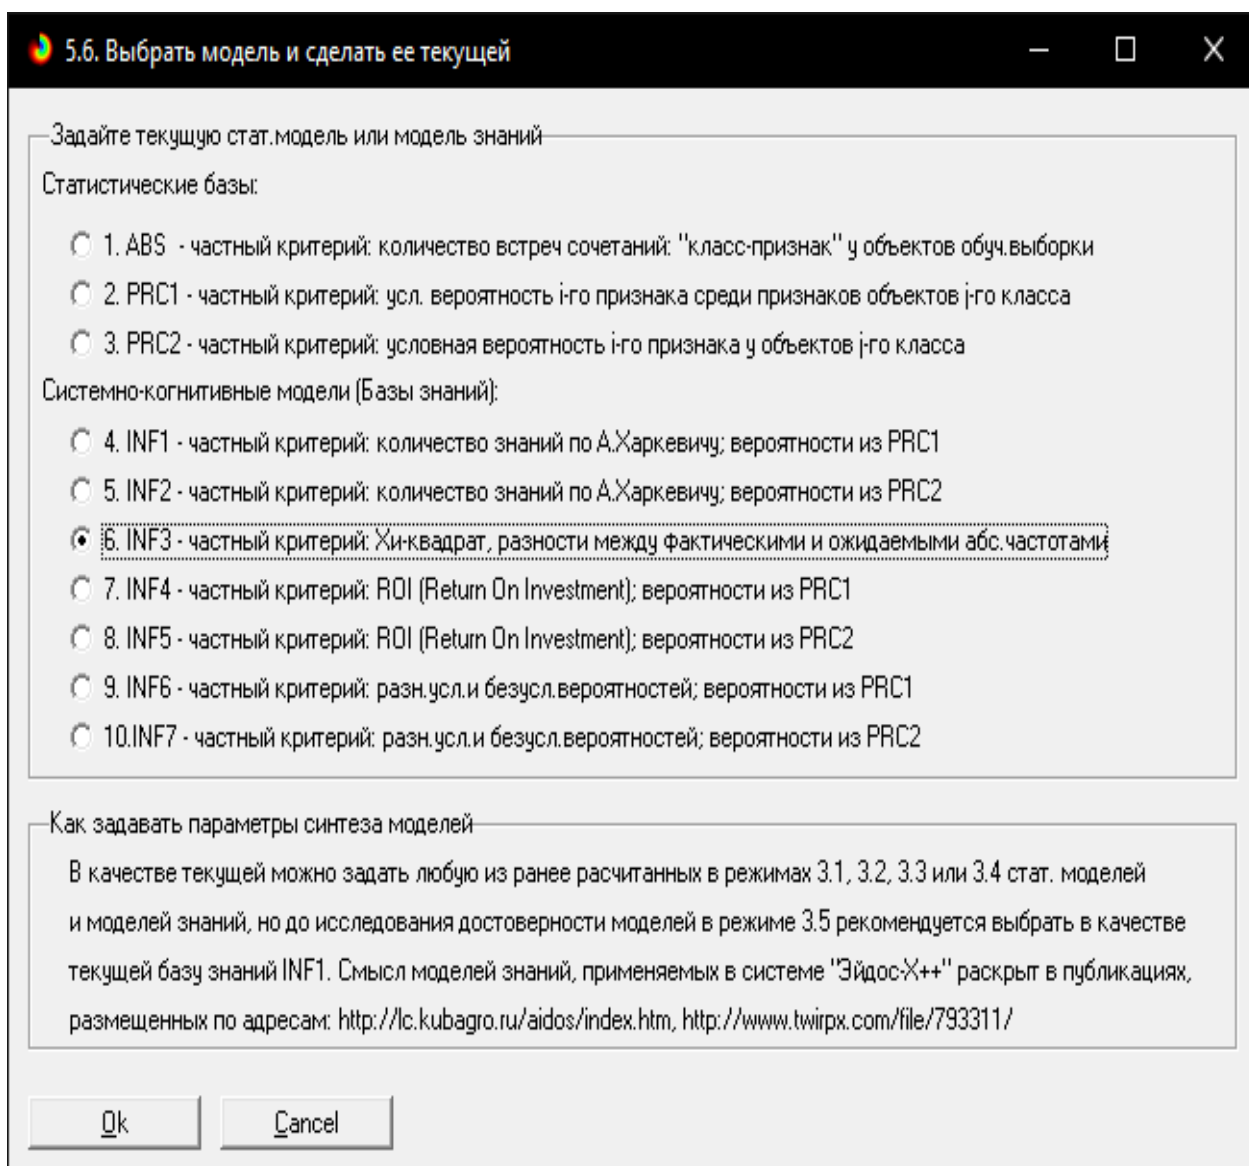 5.6. Выбрать модель и сделать ее текущей
Задайте текущую стат.модель или модель знаний
Статистические базы:
1. ABS - частный критерий: количество встреч сочетаний: "класс-признак" у объектов обуч.выборки
2. PRC1 - частный критерий: усл. вероятность i-го признака среди признаков объектов j-го класса
3. PRC2 - частный критерий: условная вероятность i-го признака у объектов j-го класса
Системно-когнитивные модели (Базы знаний):
4. INF1 - частный критерий: количество знаний по А.Харкевичу; вероятности из PRC1
5. INF2 - частный критерий: количество знаний по А.Харкевичу; вероятности из PRC2
6. INF3 - частный критерий: Хи-квадрат, разности между фактическими и ожидаемыми абс.частотами
7. INF4 - частный критерий: ROI (Return On Investment); вероятности из PRC1
8. INF5 - частный критерий: ROI (Return On Investment); вероятности из PRC2
9. INF6 - частный критерий: разн.усл.и безусл.вероятностей; вероятности из PRC1
10.INF7 - частный критерий: разн.усл.и безусл.вероятностей; вероятности из PRC2
Как задавать параметры синтеза моделей
В качестве текущей можно задать любую из ранее расчитанных в режимах 3.1, 3.2, 3.3 или 3.4 стат. моделей
и моделей знаний, но до исследования достоверности моделей в режиме 3.5 рекомендуется выбрать в качестве
текущей базу знаний INF1. Смысл моделей знаний, применяемых в системе "Эйдос-Х++" раскрыт в публикациях,
размещенных по адресам: http://lc.kubagro.ru/aidos/index.htm, http://www.twirpx.com/file/793311/
Ok Cancel